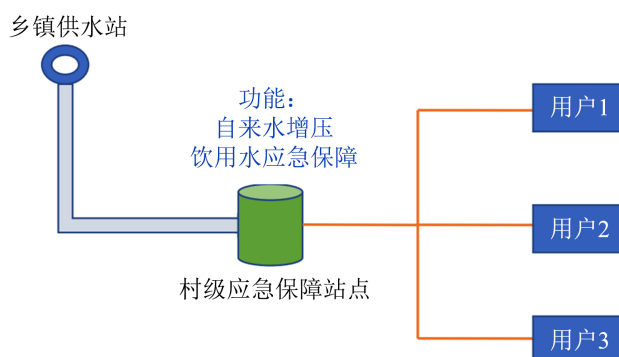 乡镇供水站
功能：
自来水增压
饮用水应急保障
用户1
用户2
村级应急保障站点
用户3